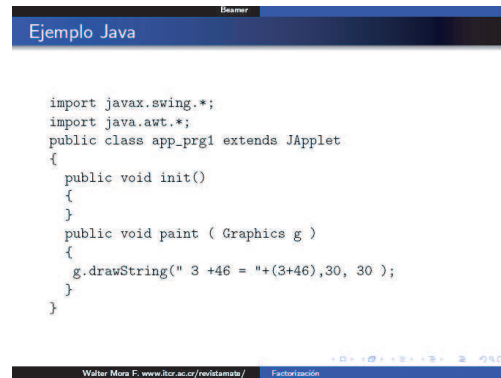 Beamer
Ejemplo Java
import javax.swing.*;
import java.awt.*;
public class app_prg1 extends JApplet
{
public void init()
{
}
public void paint ( Graphics g )
{
g.drawString(" 3 +46 = "+(3+46),30, 30 );
}
}
Walter Mora F. www.itcr.ac.cr/revistamate/
Factorización